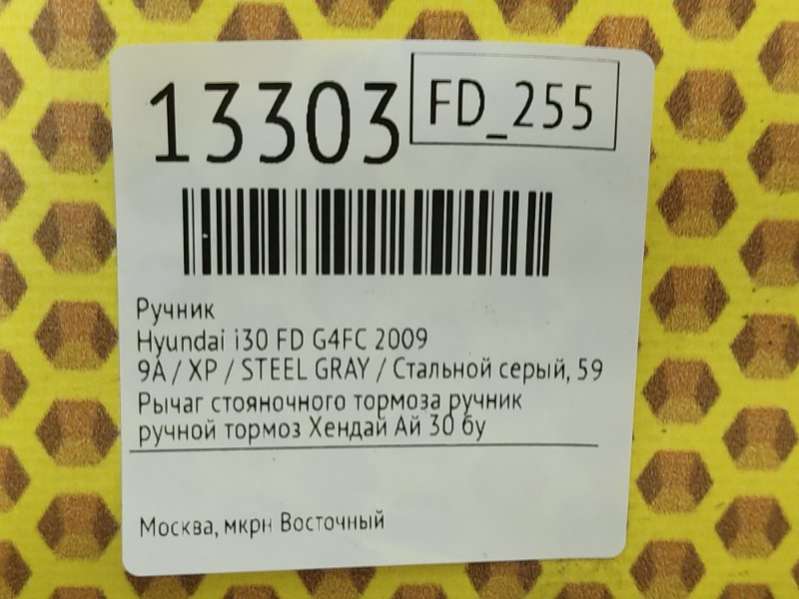 13303
FD_255
Ручник
Hyundai i30 FD G4FC 2009
9A / XP / STEEL GRAY / Стальной серый, 59
Рычаг стояночного тормоза ручник
ручной тормоз Хендай Ай 30 бу
Москва, мкрн Восточный